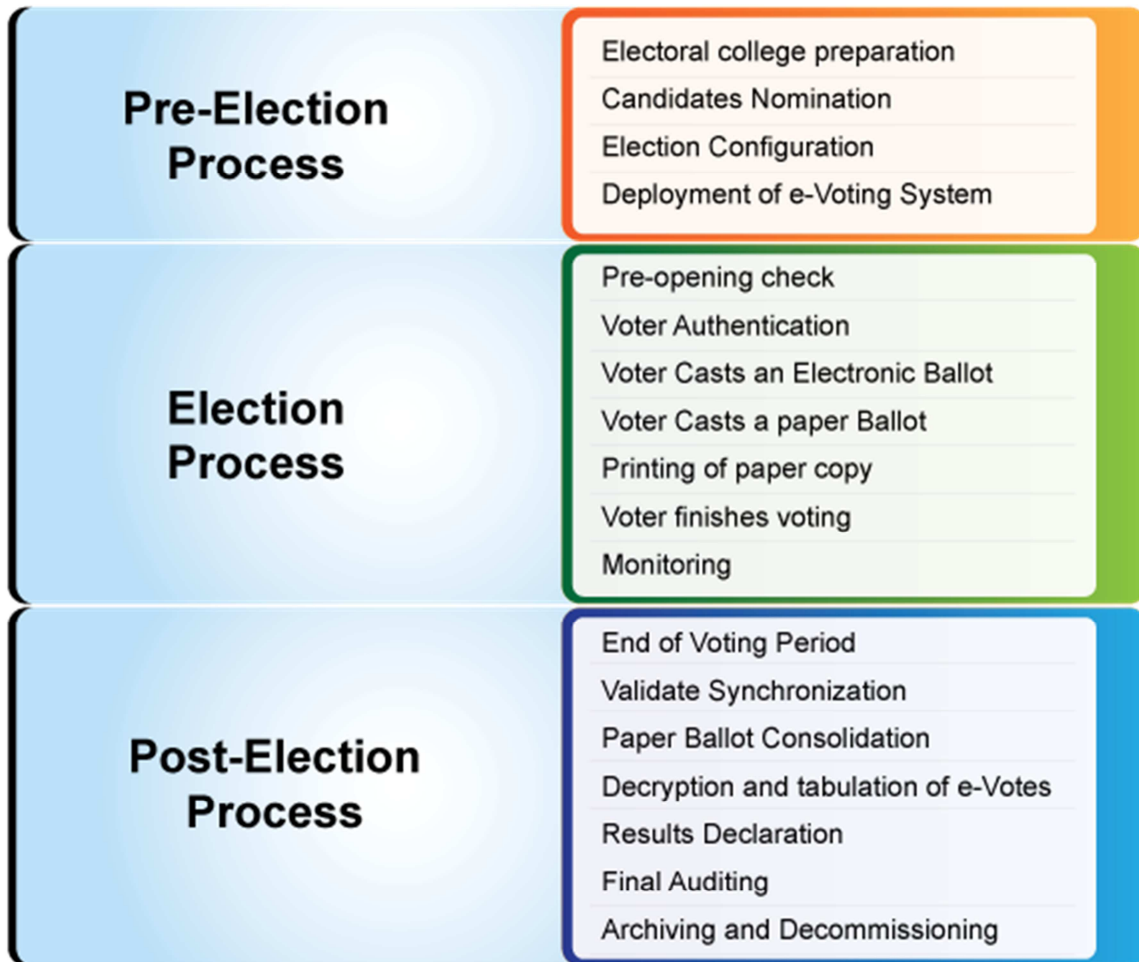 Pre-Election
Process
Electoral college preparation
Candidates Nomination
Election Configuration
Deployment of e-Voting System
Election
Process
Pre-opening check
Voter Authentication
Voter Casts an Electronic Ballot
Voter Casts a paper Ballot
Printing of paper copy
Voter finishes voting
Monitoring
Post-Election
Process
End of Voting Period
Validate Synchronization
Paper Ballot Consolidation
Decryption and tabulation of e-Votes
Results Declaration
Final Auditing
Archiving and Decommissioning